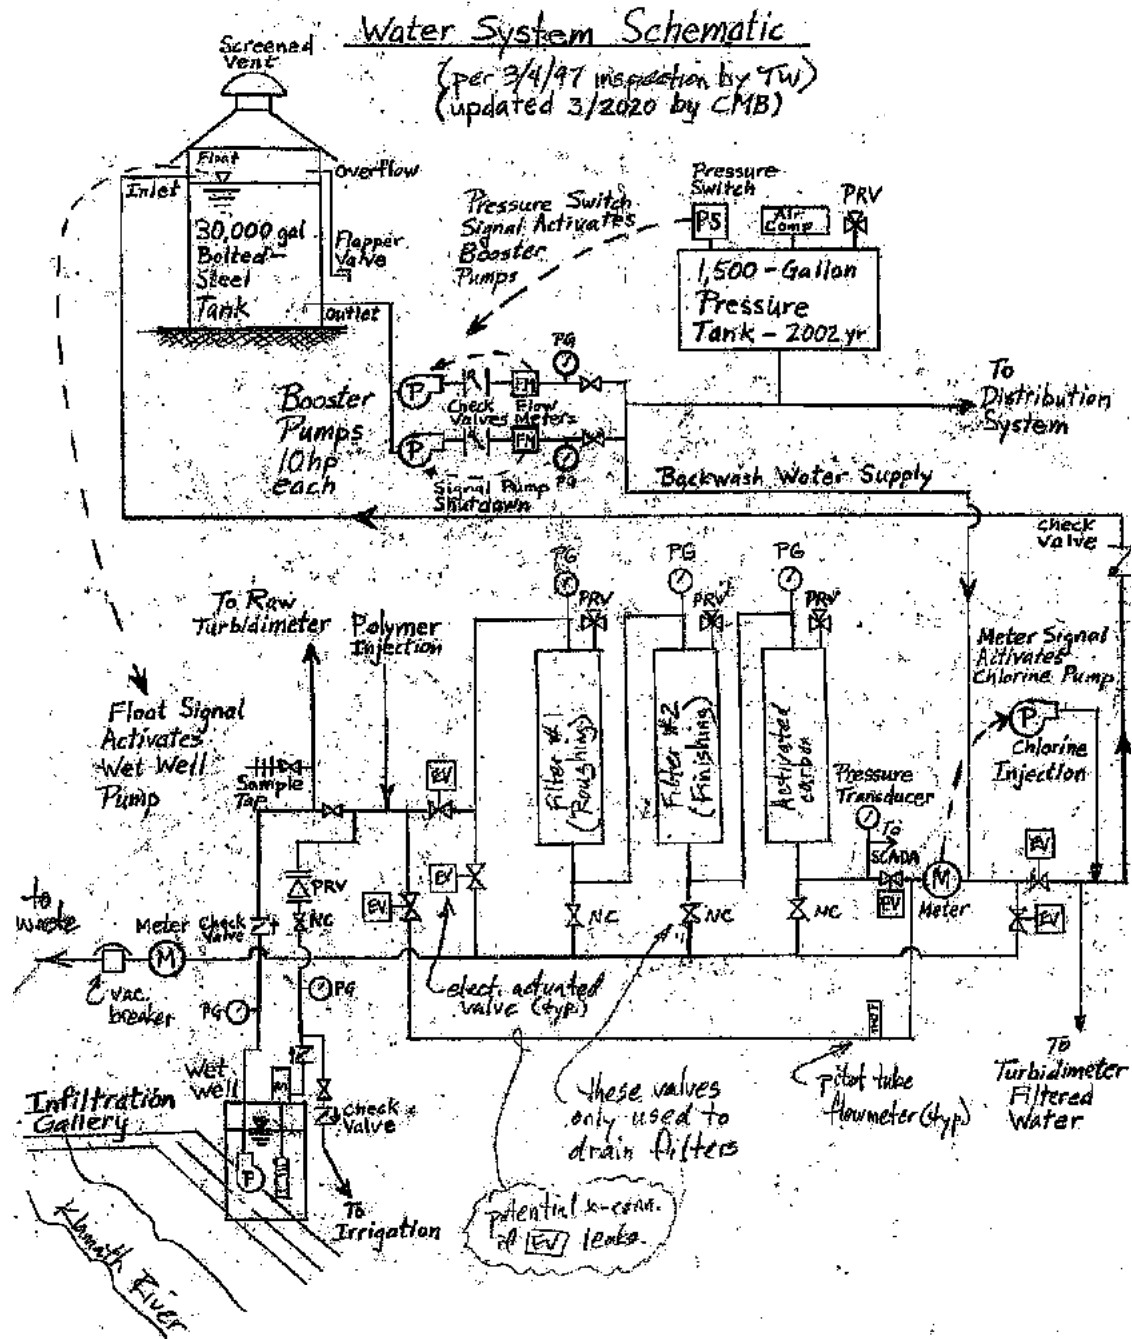 Water System Schematic
(per 3/4/97 inspection by TW)
(updated 3/2020 by CMB)
Screened
Vent
Float
Inlet
Overflow
30,000 gal
Bolted-
Steel
Tank
Flapper
Valve
Outlet
Pressure Switch
Signal Activates
Booster
Pumps
Pressure
Switch
PS
Air
Comp
PRV
1,500-Gallon
Pressure
Tank - 2002 yr
To
Distribution
System
Booster
Pumps
10hp
each
P
Check
Valves
FM
Flow
Meters
PG
P
FM
PG
Signal Pump
Shutdown
Backwash Water Supply
check
valve
To Raw
Turbidimeter
Polymer
Injection
PG
PRV
PG
PRV
PG
PRV
Filter #1
(Roughing)
Filter #2
(Finishing)
Activated
carbon
Meter Signal
Activates
Chlorine Pump
P
Chlorine
Injection
Float Signal
Activates
Wet Well
Pump
Sample
Tap
EV
Pressure
Transducer
To
SCADA
EV
M
Meter
EV
EV
PRV
NC
EV
EV
NC
NC
NC
to
waste
Meter
M
Check
Valve
vac.
breaker
PG
PG
elect. actuated
valve (typ.)
Wet
Well
M
Check
Valve
P
these valves
only used to
drain filters
pitot tube
flowmeter (typ.)
To
Turbidimeter
Filtered
Water
Infiltration
Gallery
To
Irrigation
potential x-conn.
if EV leaks.
Klamath River